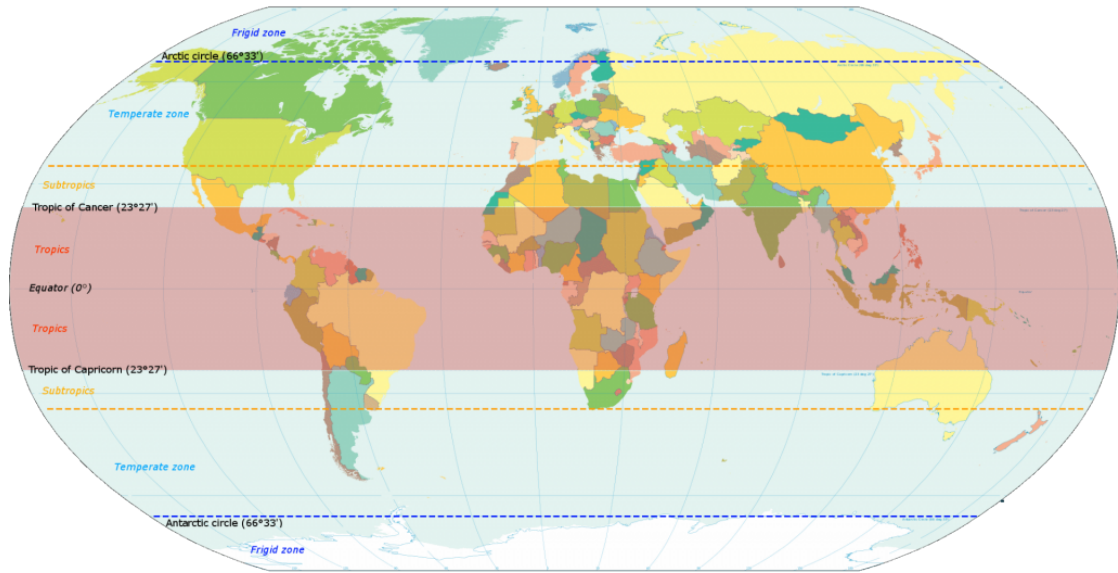 Frigid zone
Arctic circle (66°33')
Temperate zone
Subtropics
Tropic of Cancer (23°27')
Tropics
Equator (0°)
Tropics
Tropic of Capricorn (23°27')
Subtropics
Temperate zone
Antarctic circle (66°33')
Frigid zone